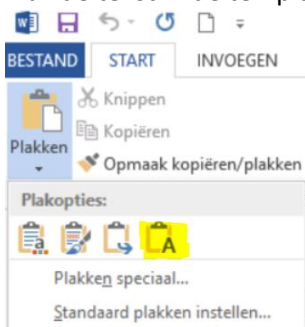 BESTAND START INVOEGEN
Knippen
Kopiëren
Plakken
Opmaak kopiëren/plakken
Plakopties:
Plakken speciaal...
Standaard plakken instellen...